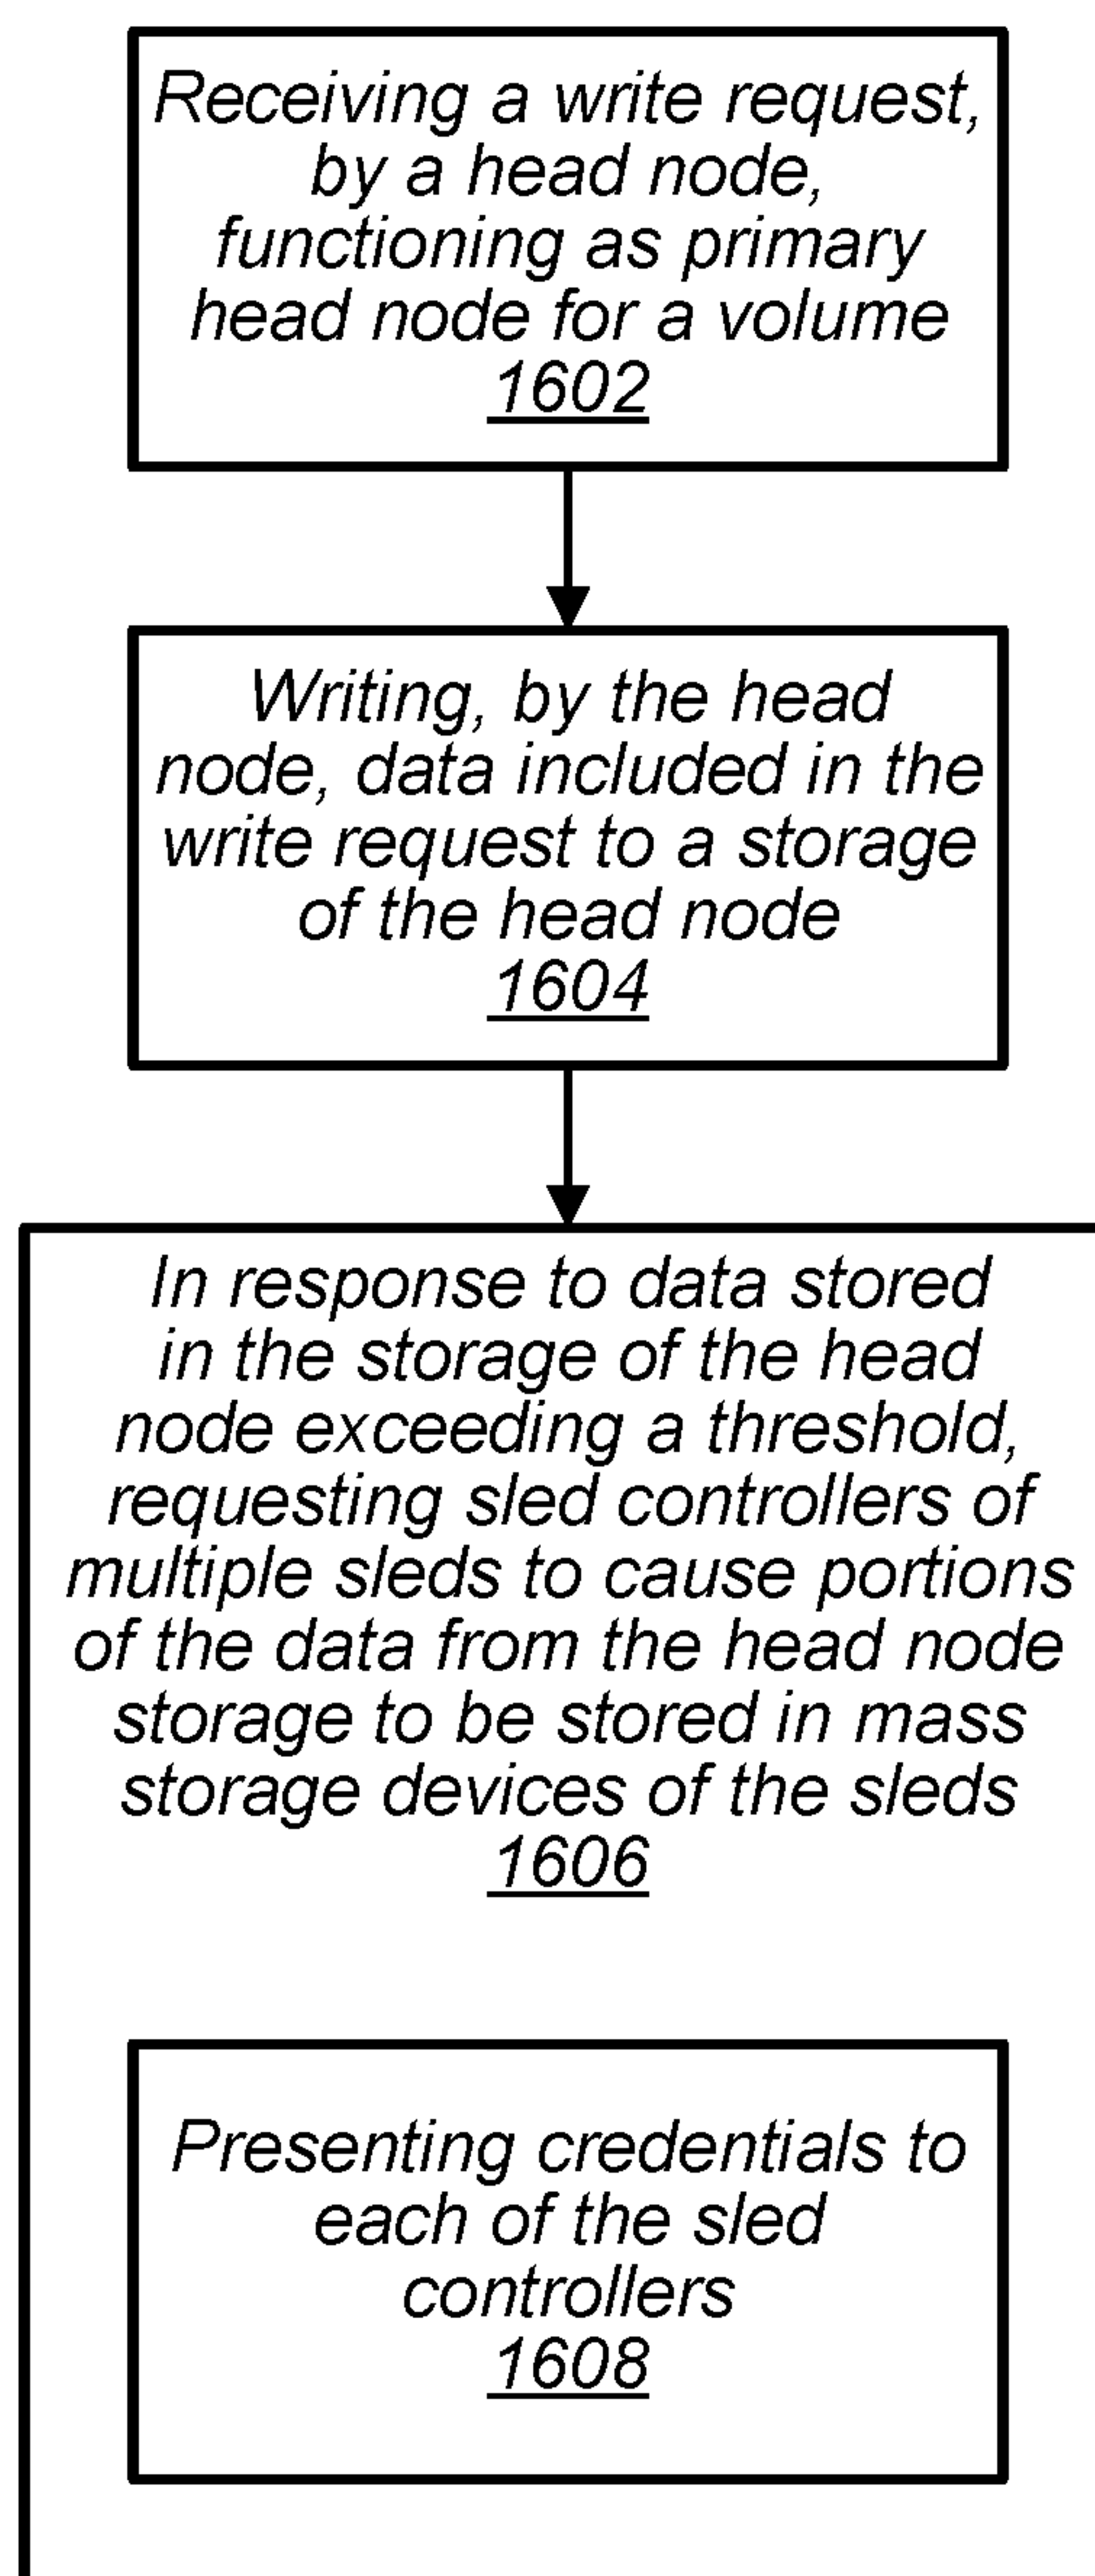 Receiving a write request,
by a head node,
functioning as primary
head node for a volume
1602
Writing, by the head
node, data included in the
write request to a storage
of the head node
1604
In response to data stored
in the storage of the head
node exceeding a threshold,
requesting sled controllers of
multiple sleds to cause portions
of the data from the head node
storage to be stored in mass
storage devices of the sleds
1606
Presenting credentials to
each of the sled
controllers
1608